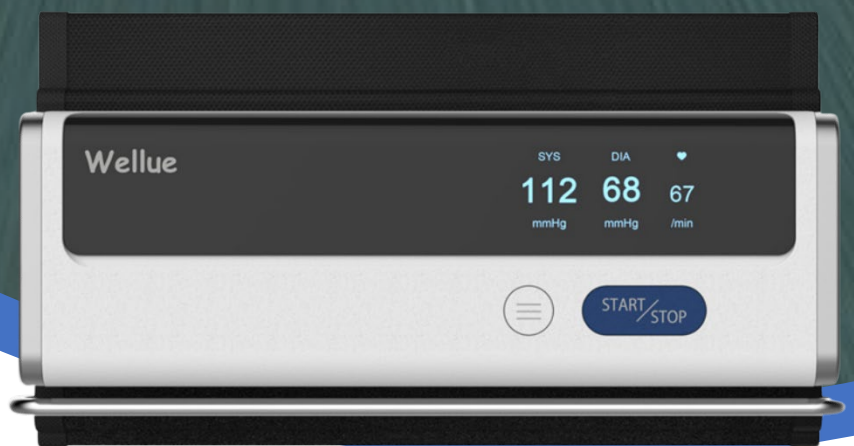 Wellue
SYS DIA
112 68 67
mmHg mmHg /min
START/STOP